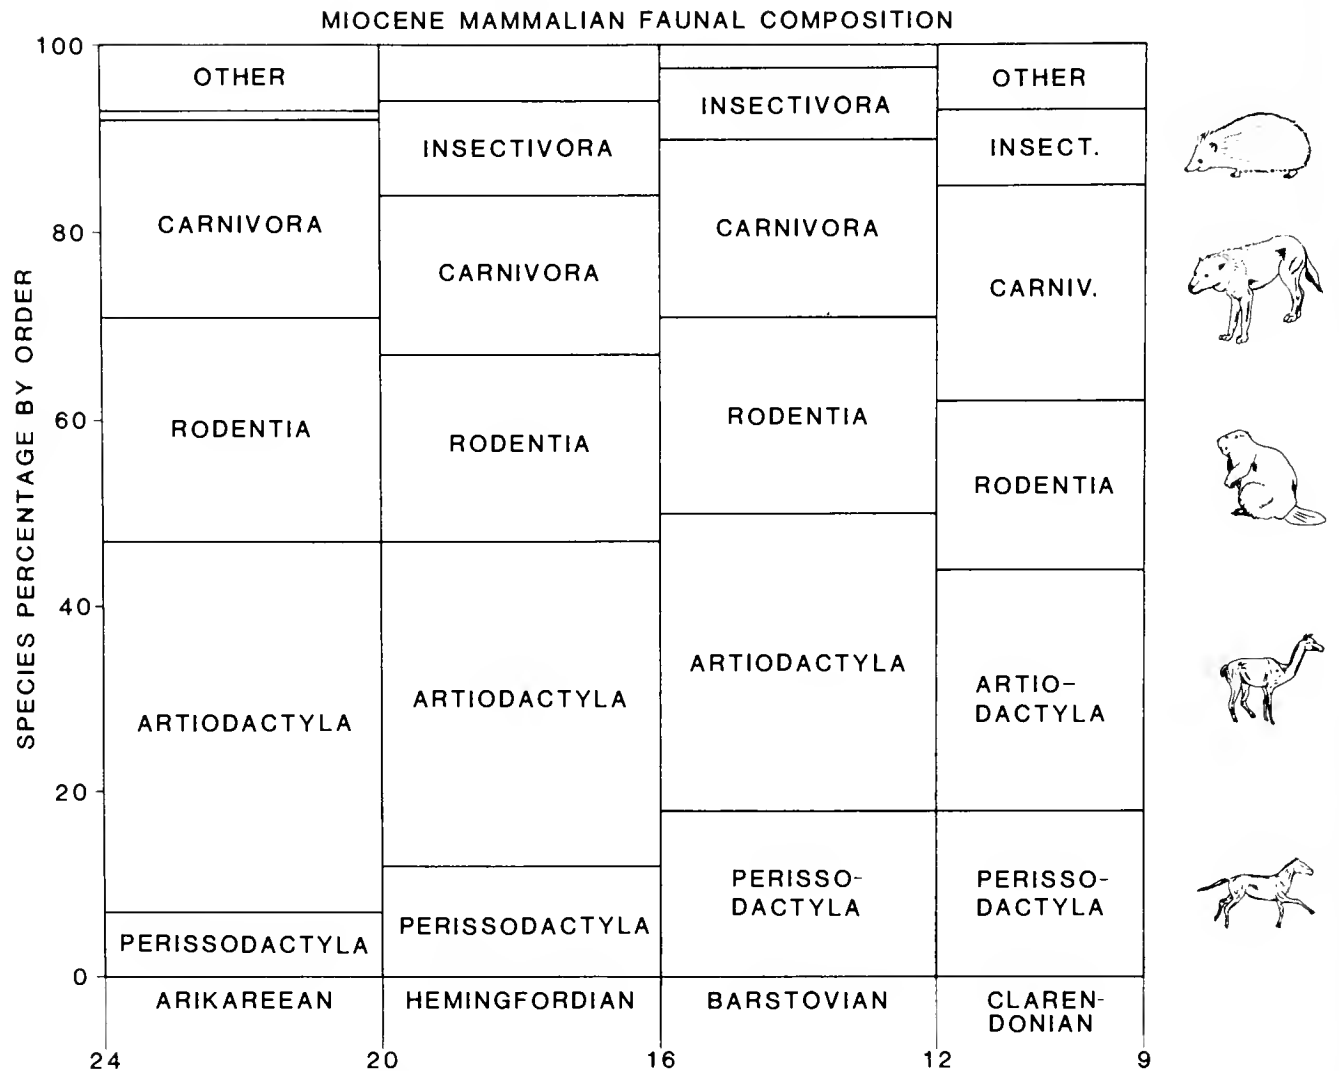 MIOCENE MAMMALIAN FAUNAL COMPOSITION
SPECIES PERCENTAGE BY ORDER
100
80
60
40
20
0
OTHER
CARNIVORA
RODENTIA
ARTIODACTYLA
PERISSODACTYLA
INSECTIVORA
CARNIVORA
RODENTIA
ARTIODACTYLA
PERISSODACTYLA
INSECTIVORA
CARNIVORA
RODENTIA
ARTIODACTYLA
PERISSO-
DACTYLA
OTHER
INSECT.
CARNIV.
RODENTIA
ARTIO-
DACTYLA
PERISSO-
DACTYLA
ARIKAREEAN
HEMINGFORDIAN
BARSTOVIAN
CLAREN-
DONIAN
24
20
16
12
9